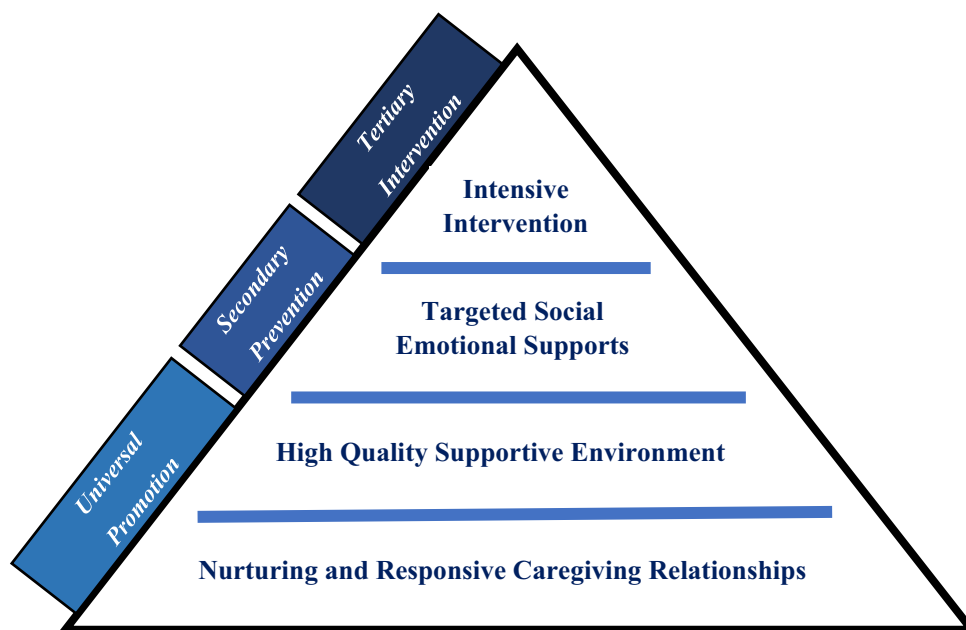 Tertiary
Intervention
Secondary
Prevention
Universal
Promotion
Intensive
Intervention
Targeted Social
Emotional Supports
High Quality Supportive Environment
Nurturing and Responsive Caregiving Relationships